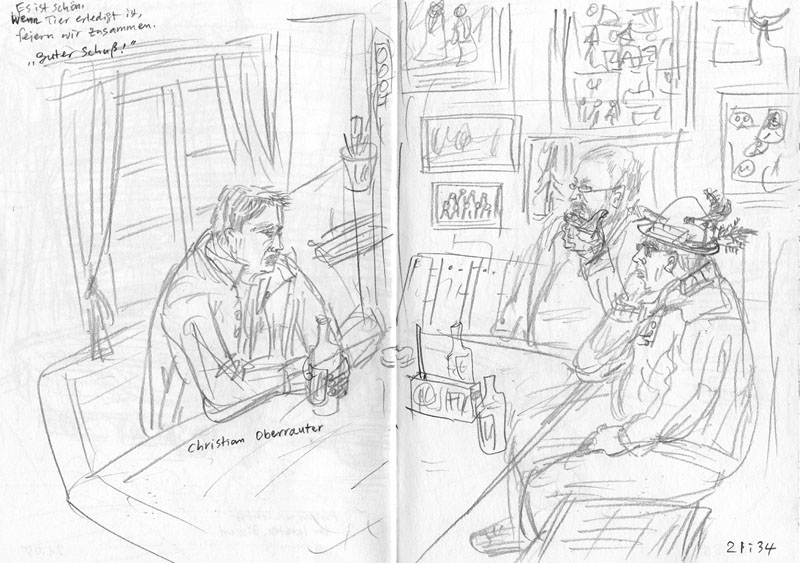 Es ist schön.
Wenn Tier erledigt ist,
feiern wir zusammen.
„guter Schuß!“
Christian Oberrauter
21:34